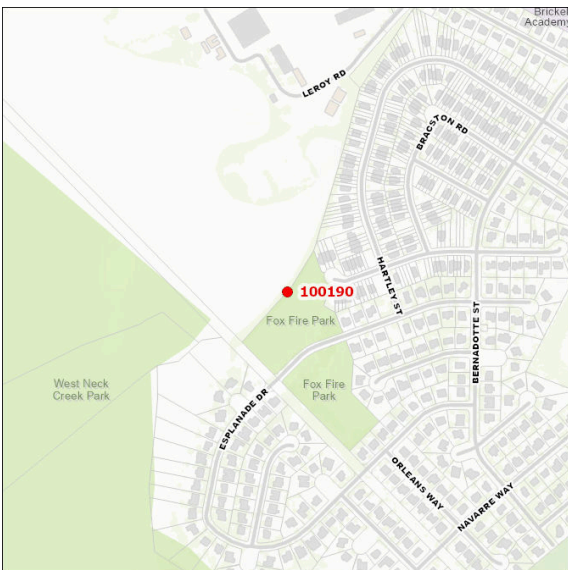 Brickel
Academy
LEROY RD
BRACSTON RD
HARTLEY ST
100190
Fox Fire Park
BERNADOTTE ST
West Neck
Creek Park
Fox Fire
Park
ESPLANADE DR
ORLEANS WAY
NAVARRE WAY